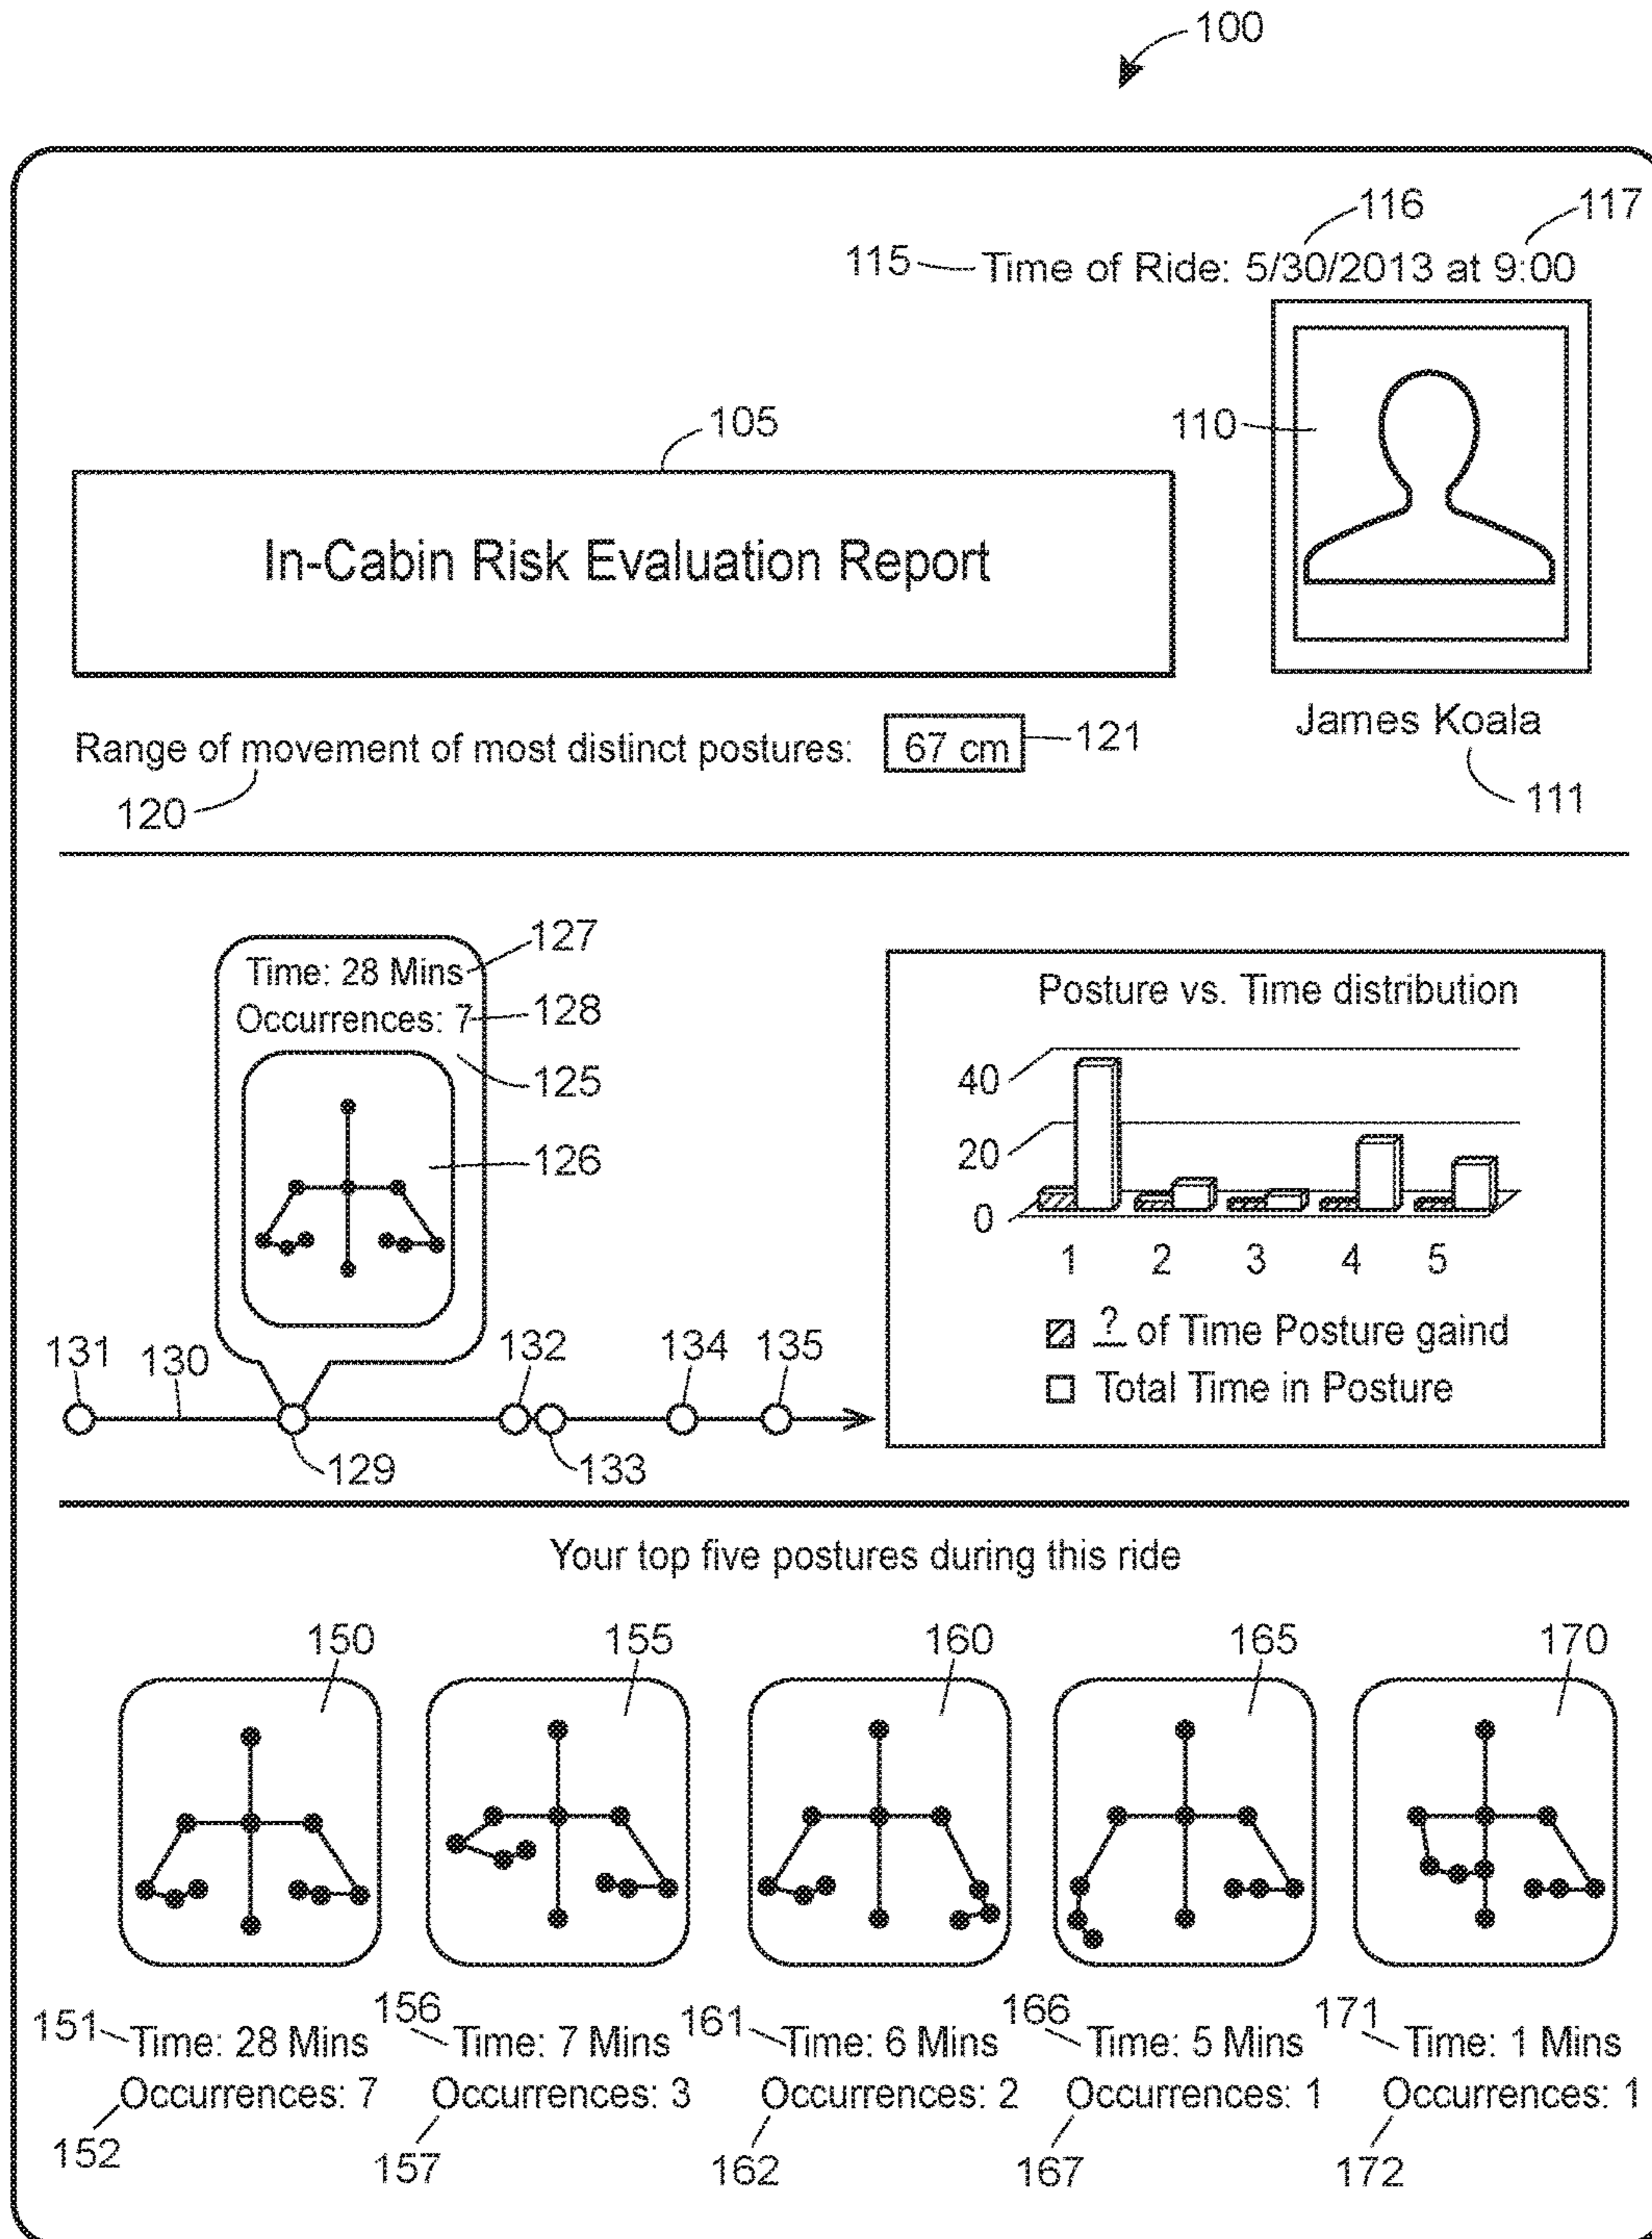 100
116
117
115 Time of Ride: 5/30/2013 at 9:00
105
110
In-Cabin Risk Evaluation Report
James Koala
111
Range of movement of most distinct postures: 67 cm 121
120
Time: 28 Mins 127
Occurrences: 7 128
125
126
Posture vs. Time distribution
40
20
0
1 2 3 4 5
? of Time Posture gaind
Total Time in Posture
131 130 132 134 135
129 133
Your top five postures during this ride
150 155 160 165 170
151 Time: 28 Mins
152 Occurrences: 7
156 Time: 7 Mins
Occurrences: 3
157
161 Time: 6 Mins
Occurrences: 2
162
166 Time: 5 Mins
Occurrences: 1
167
171 Time: 1 Mins
Occurrences: 1
172